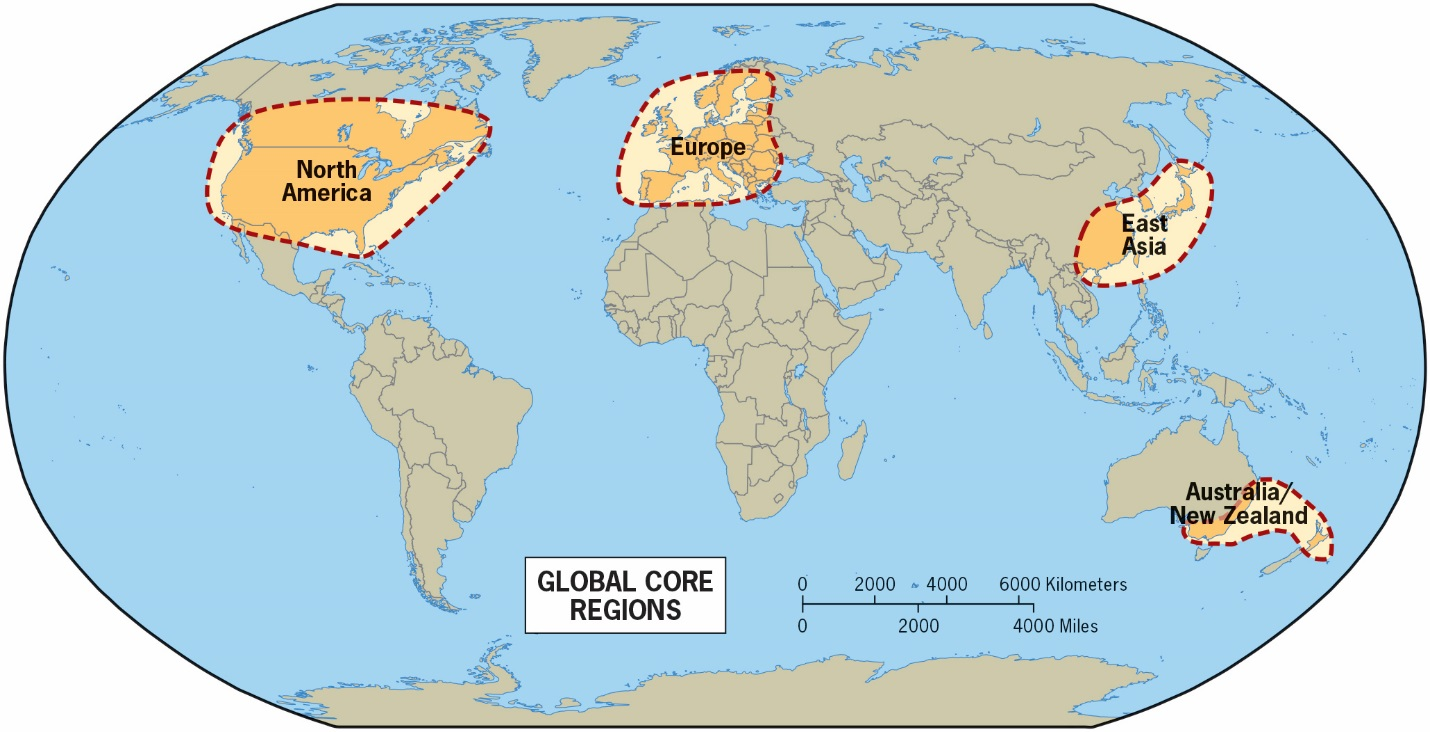 North
America
Europe
East
Asia
Australia/
New Zealand
GLOBAL CORE
REGIONS
0 2000 4000 6000 Kilometers
0 2000 4000 Miles